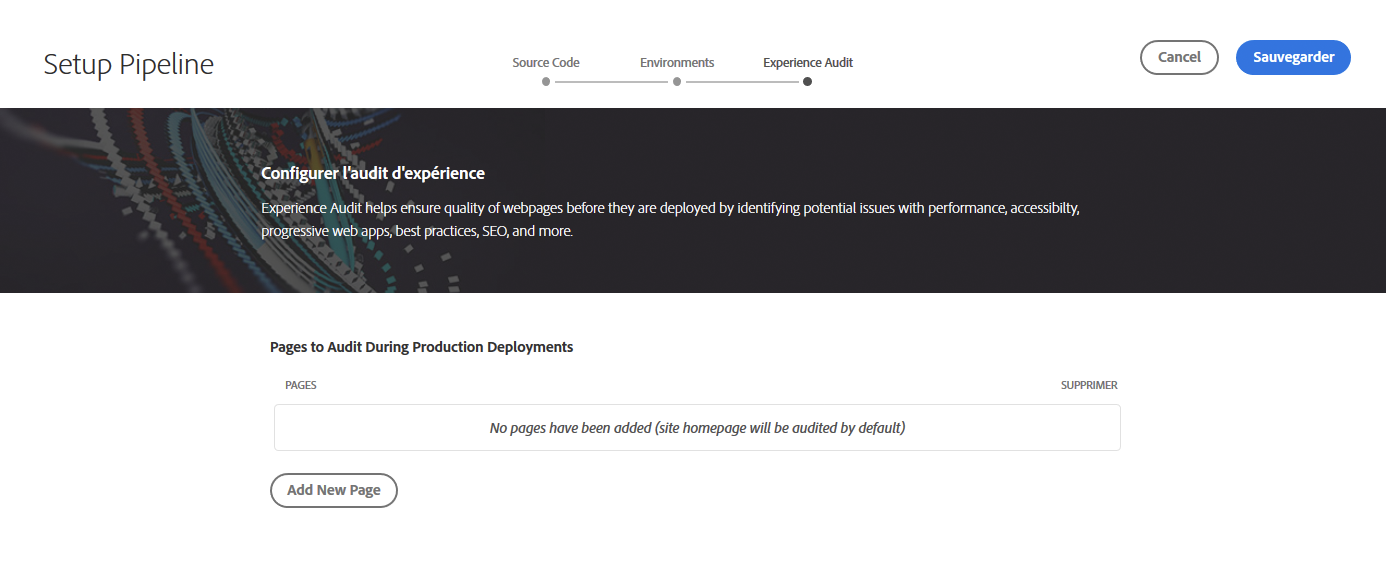 Setup Pipeline
Source Code
Environments
Experience Audit
Cancel
Sauvegarder
Configurer l'audit d'expérience
Experience Audit helps ensure quality of webpages before they are deployed by identifying potential issues with performance, accessibilty,
progressive web apps, best practices, SEO, and more.
Pages to Audit During Production Deployments
PAGES
SUPPRIMER
No pages have been added (site homepage will be audited by default)
Add New Page